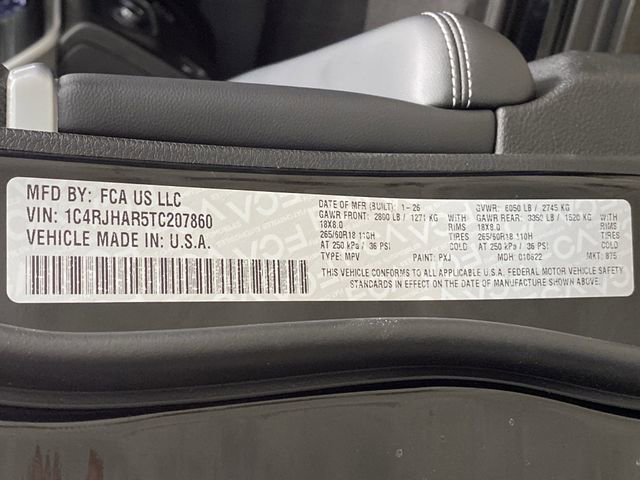 MFD BY: FCA US LLC
VIN: 1C4RJHAR5TC207860
VEHICLE MADE IN: U.S.A.
DATE OF MFR (BUILT): 1-26 GVWR: 6050 LB / 2745 KG
GAWR FRONT: 2800 LB / 1271 KG WITH GAWR REAR: 3350 LB / 1520 KG WITH
18X8.0 RIMS 18X8.0 RIMS
265/60R18 110H TIRES 265/60R18 110H TIRES
AT 250 kPa / 36 PSI COLD AT 250 kPa / 36 PSI COLD
TYPE: MPV PAINT: PXJ MDH: 010622 MKT: 875
THIS VEHICLE CONFORMS TO ALL APPLICABLE U.S.A. FEDERAL MOTOR VEHICLE SAFETY
STANDARDS IN EFFECT ON THE DATE OF MANUFACTURE SHOWN ABOVE.